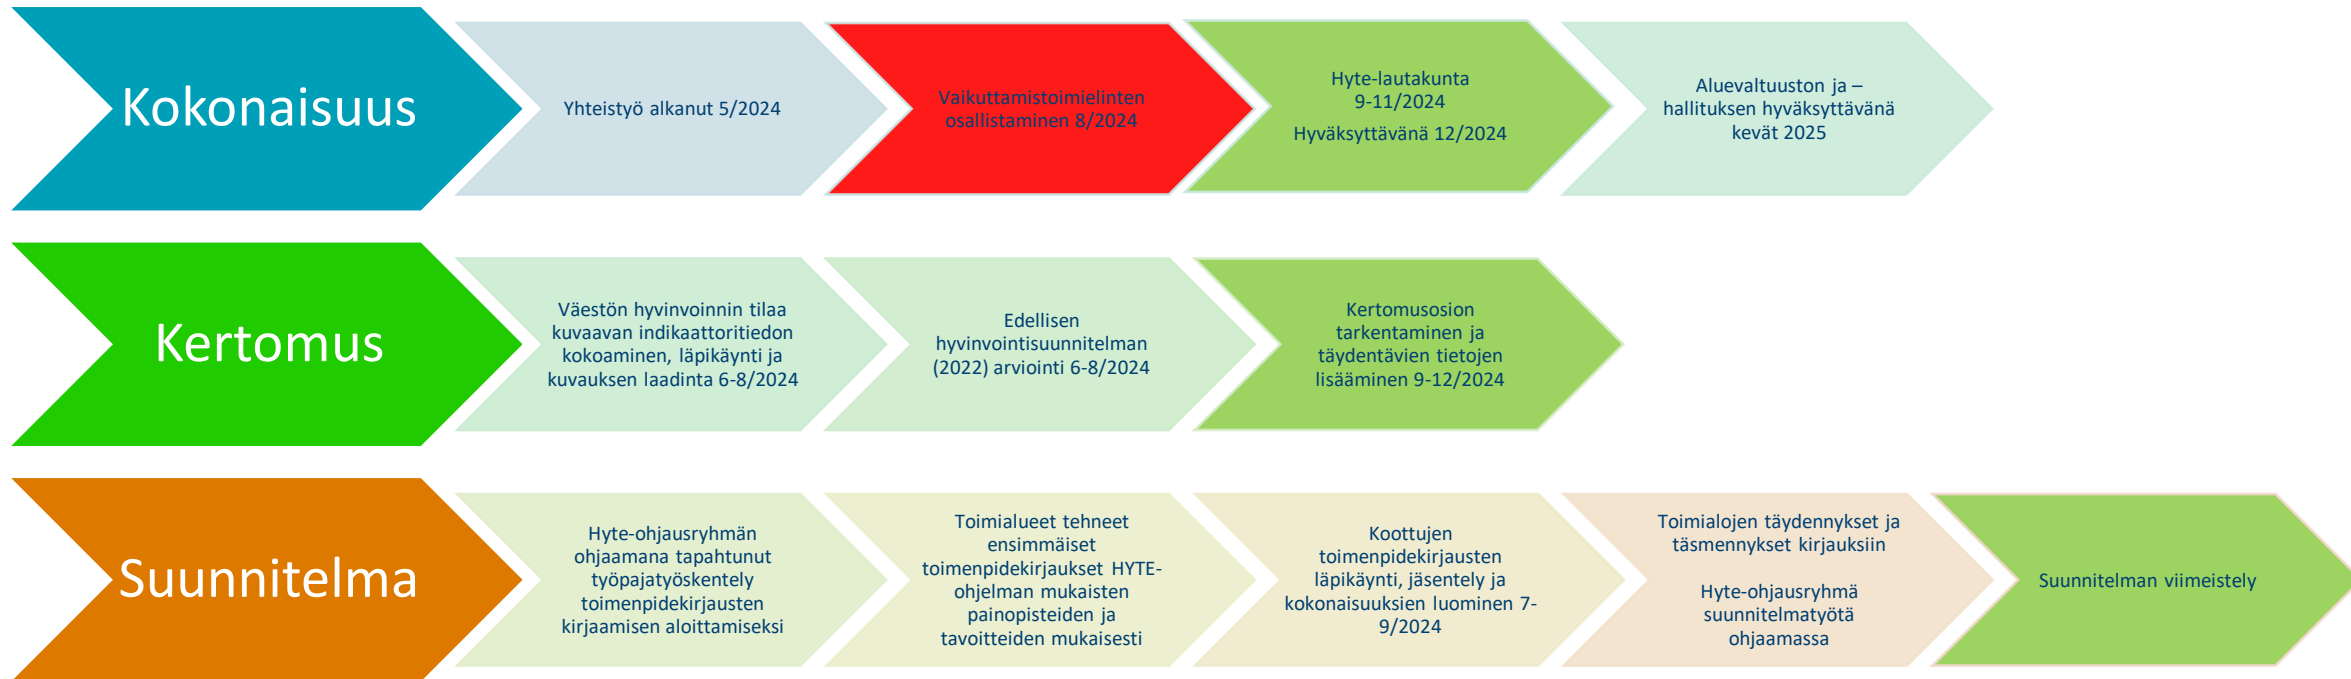 Kokonaisuus
Yhteistyö alkanut 5/2024
Vaikuttamistoimielinten
osallistaminen 8/2024
Hyte-lautakunta
9-11/2024
Hyväksyttävänä 12/2024
Aluevaltuuston ja –
hallituksen hyväksyttävänä
kevät 2025
Kertomus
Väestön hyvinvoinnin tilaa
kuvaavan indikaattoritiedon
kokoaminen, läpikäynti ja
kuvauksen laadinta 6-8/2024
Edellisen
hyvinvointisuunnitelman
(2022) arviointi 6-8/2024
Kertomusosion
tarkentaminen ja
täydentävien tietojen
lisääminen 9-12/2024
Suunnitelma
Hyte-ohjausryhmän
ohjaamana tapahtunut
työpajatyöskentely
toimenpidekirjausten
kirjaamisen aloittamiseksi
Toimialueet tehneet
ensimmäiset
toimenpidekirjaukset HYTE-
ohjelman mukaisten
painopisteiden ja
tavoitteiden mukaisesti
Koottujen
toimenpidekirjausten
läpikäynti, jäsentely ja
kokonaisuuksien luominen 7-
9/2024
Toimialojen täydennykset ja
täsmennykset kirjauksiin
Hyte-ohjausryhmä
suunnitelmatyötä
ohjaamassa
Suunnitelman viimeistely